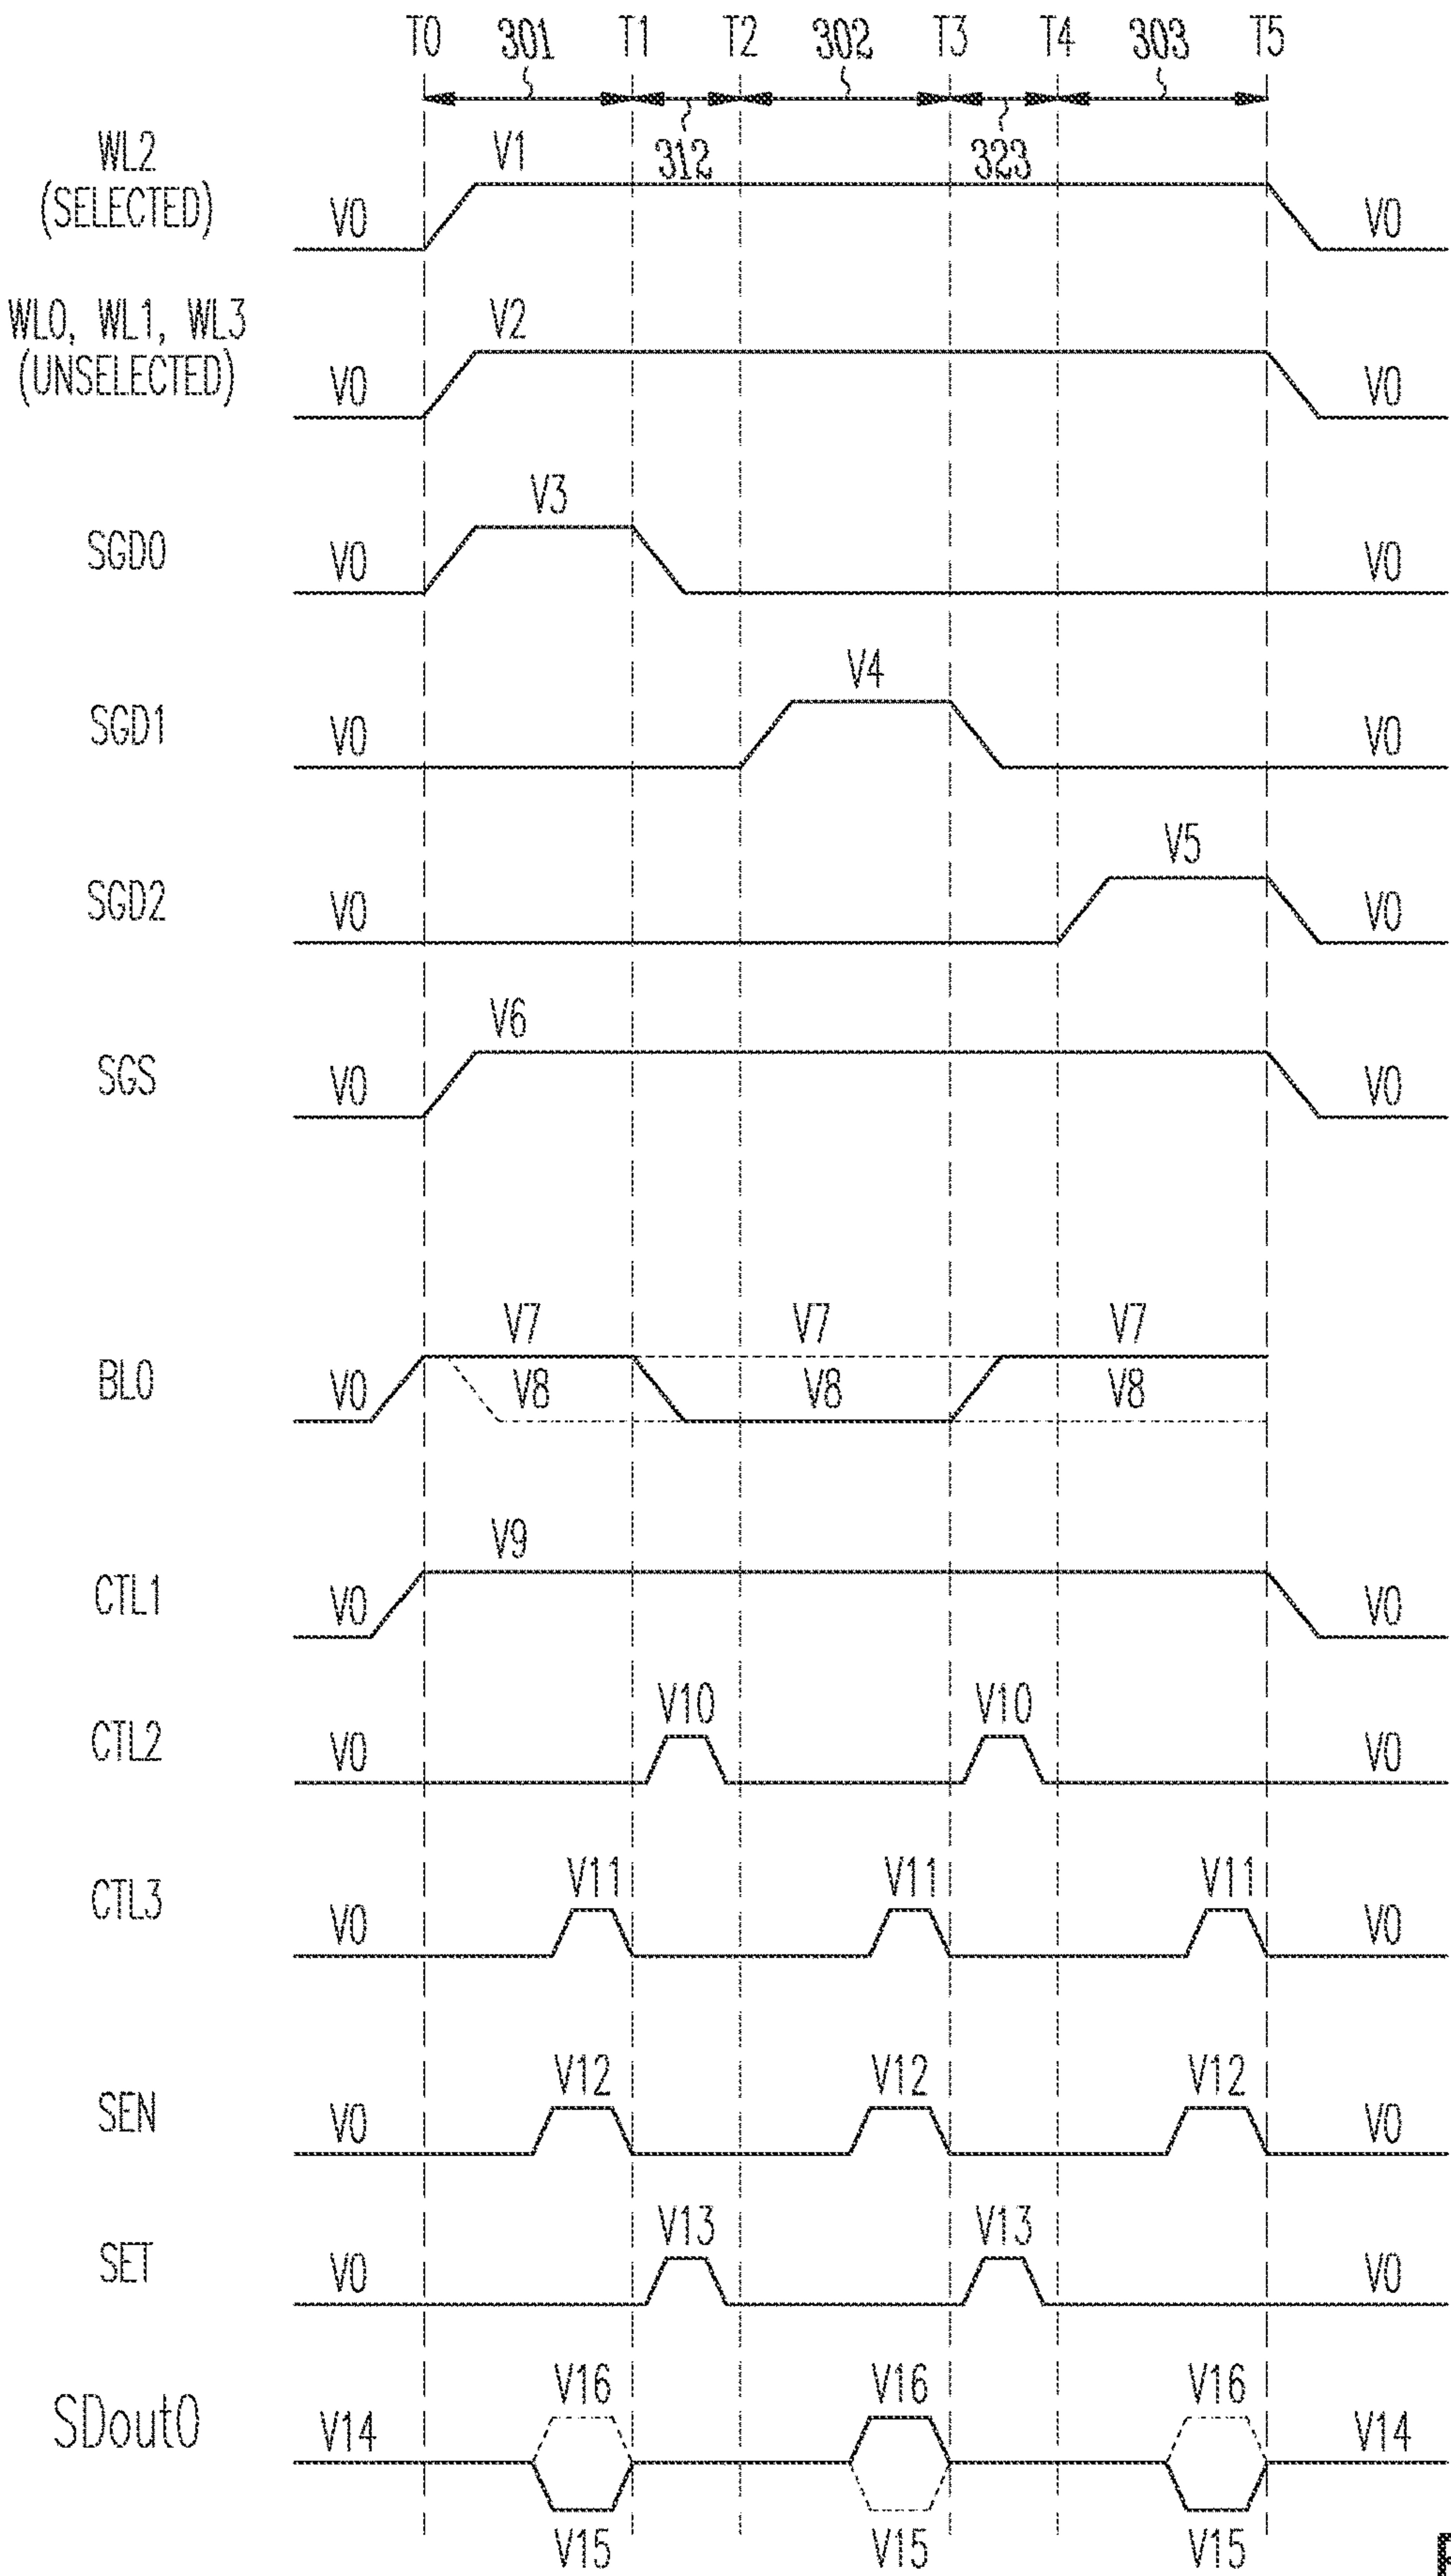 T0 301 T1 T2 302 T3 T4 303 T5
312 323
WL2
(SELECTED)
V0 V1 V0
WL0, WL1, WL3
(UNSELECTED)
V0 V2 V0
SGD0
V0 V3 V0
SGD1
V0 V4 V0
SGD2
V0 V5 V0
SGS
V0 V6 V0
BL0
V7 V7 V7
V0 V8 V8 V8
CTL1
V0 V9 V0
CTL2
V0 V10 V10 V0
CTL3
V0 V11 V11 V11 V0
SEN
V0 V12 V12 V12 V0
SET
V0 V13 V13 V0
SDout0
V16 V16 V16
V14 V14
V15 V15 V15